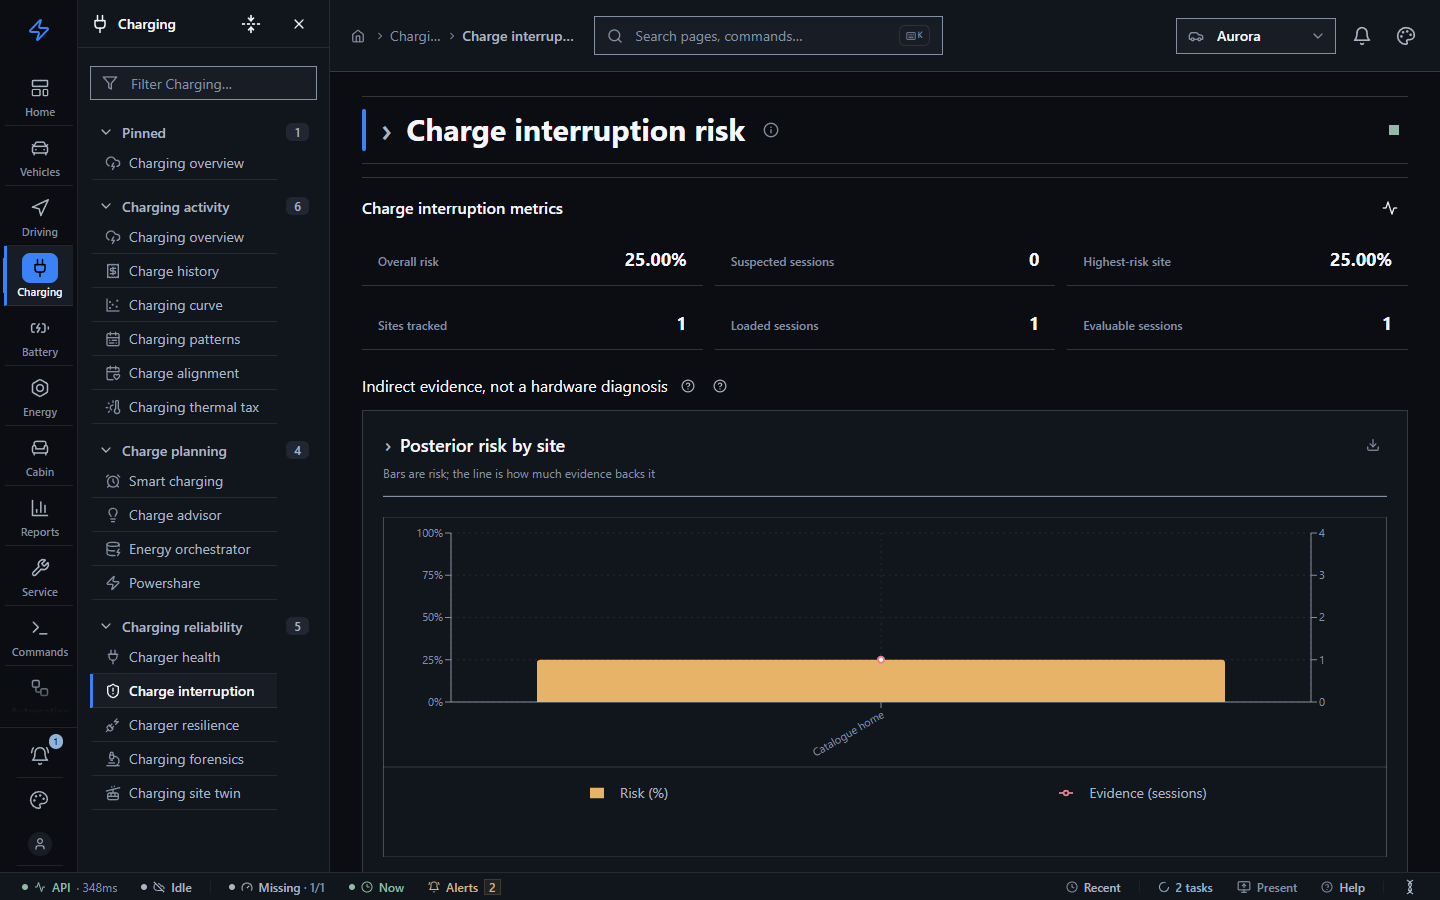 Charging
Chargi...
Charge interrup...
Search pages, commands...
K
Aurora
Home
Vehicles
Driving
Charging
Battery
Energy
Cabin
Reports
Service
Commands
1
Filter Charging...
Pinned
1
Charging overview
Charging activity
6
Charging overview
Charge history
Charging curve
Charging patterns
Charge alignment
Charging thermal tax
Charge planning
4
Smart charging
Charge advisor
Energy orchestrator
Powershare
Charging reliability
5
Charger health
Charge interruption
Charger resilience
Charging forensics
Charging site twin
Charge interruption risk
Charge interruption metrics
Overall risk
25.00%
Suspected sessions
0
Highest-risk site
25.00%
Sites tracked
1
Loaded sessions
1
Evaluable sessions
1
Indirect evidence, not a hardware diagnosis
Posterior risk by site
Bars are risk; the line is how much evidence backs it
100%
75%
50%
25%
0%
4
3
2
1
0
Catalogue home
Risk (%)
Evidence (sessions)
API · 348ms
Idle
Missing · 1/1
Now
Alerts 2
Recent
2 tasks
Present
Help